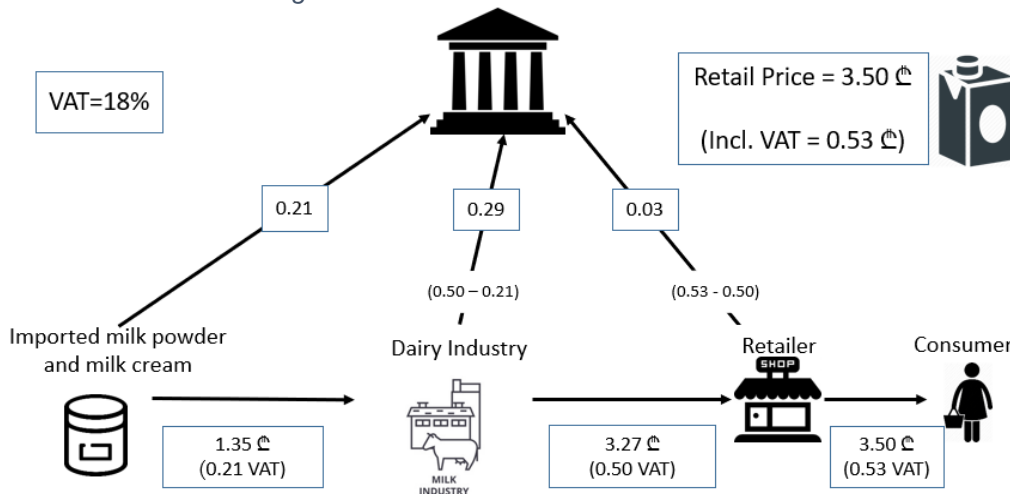 VAT=18%
Retail Price = 3.50 ₾
(Incl. VAT = 0.53 ₾)
0.21
0.29
0.03
(0.50 – 0.21)
(0.53 - 0.50)
Imported milk powder
and milk cream
Dairy Industry
Retailer
Consumer
SHOP
1.35 ₾
(0.21 VAT)
MILK
INDUSTRY
3.27 ₾
(0.50 VAT)
3.50 ₾
(0.53 VAT)